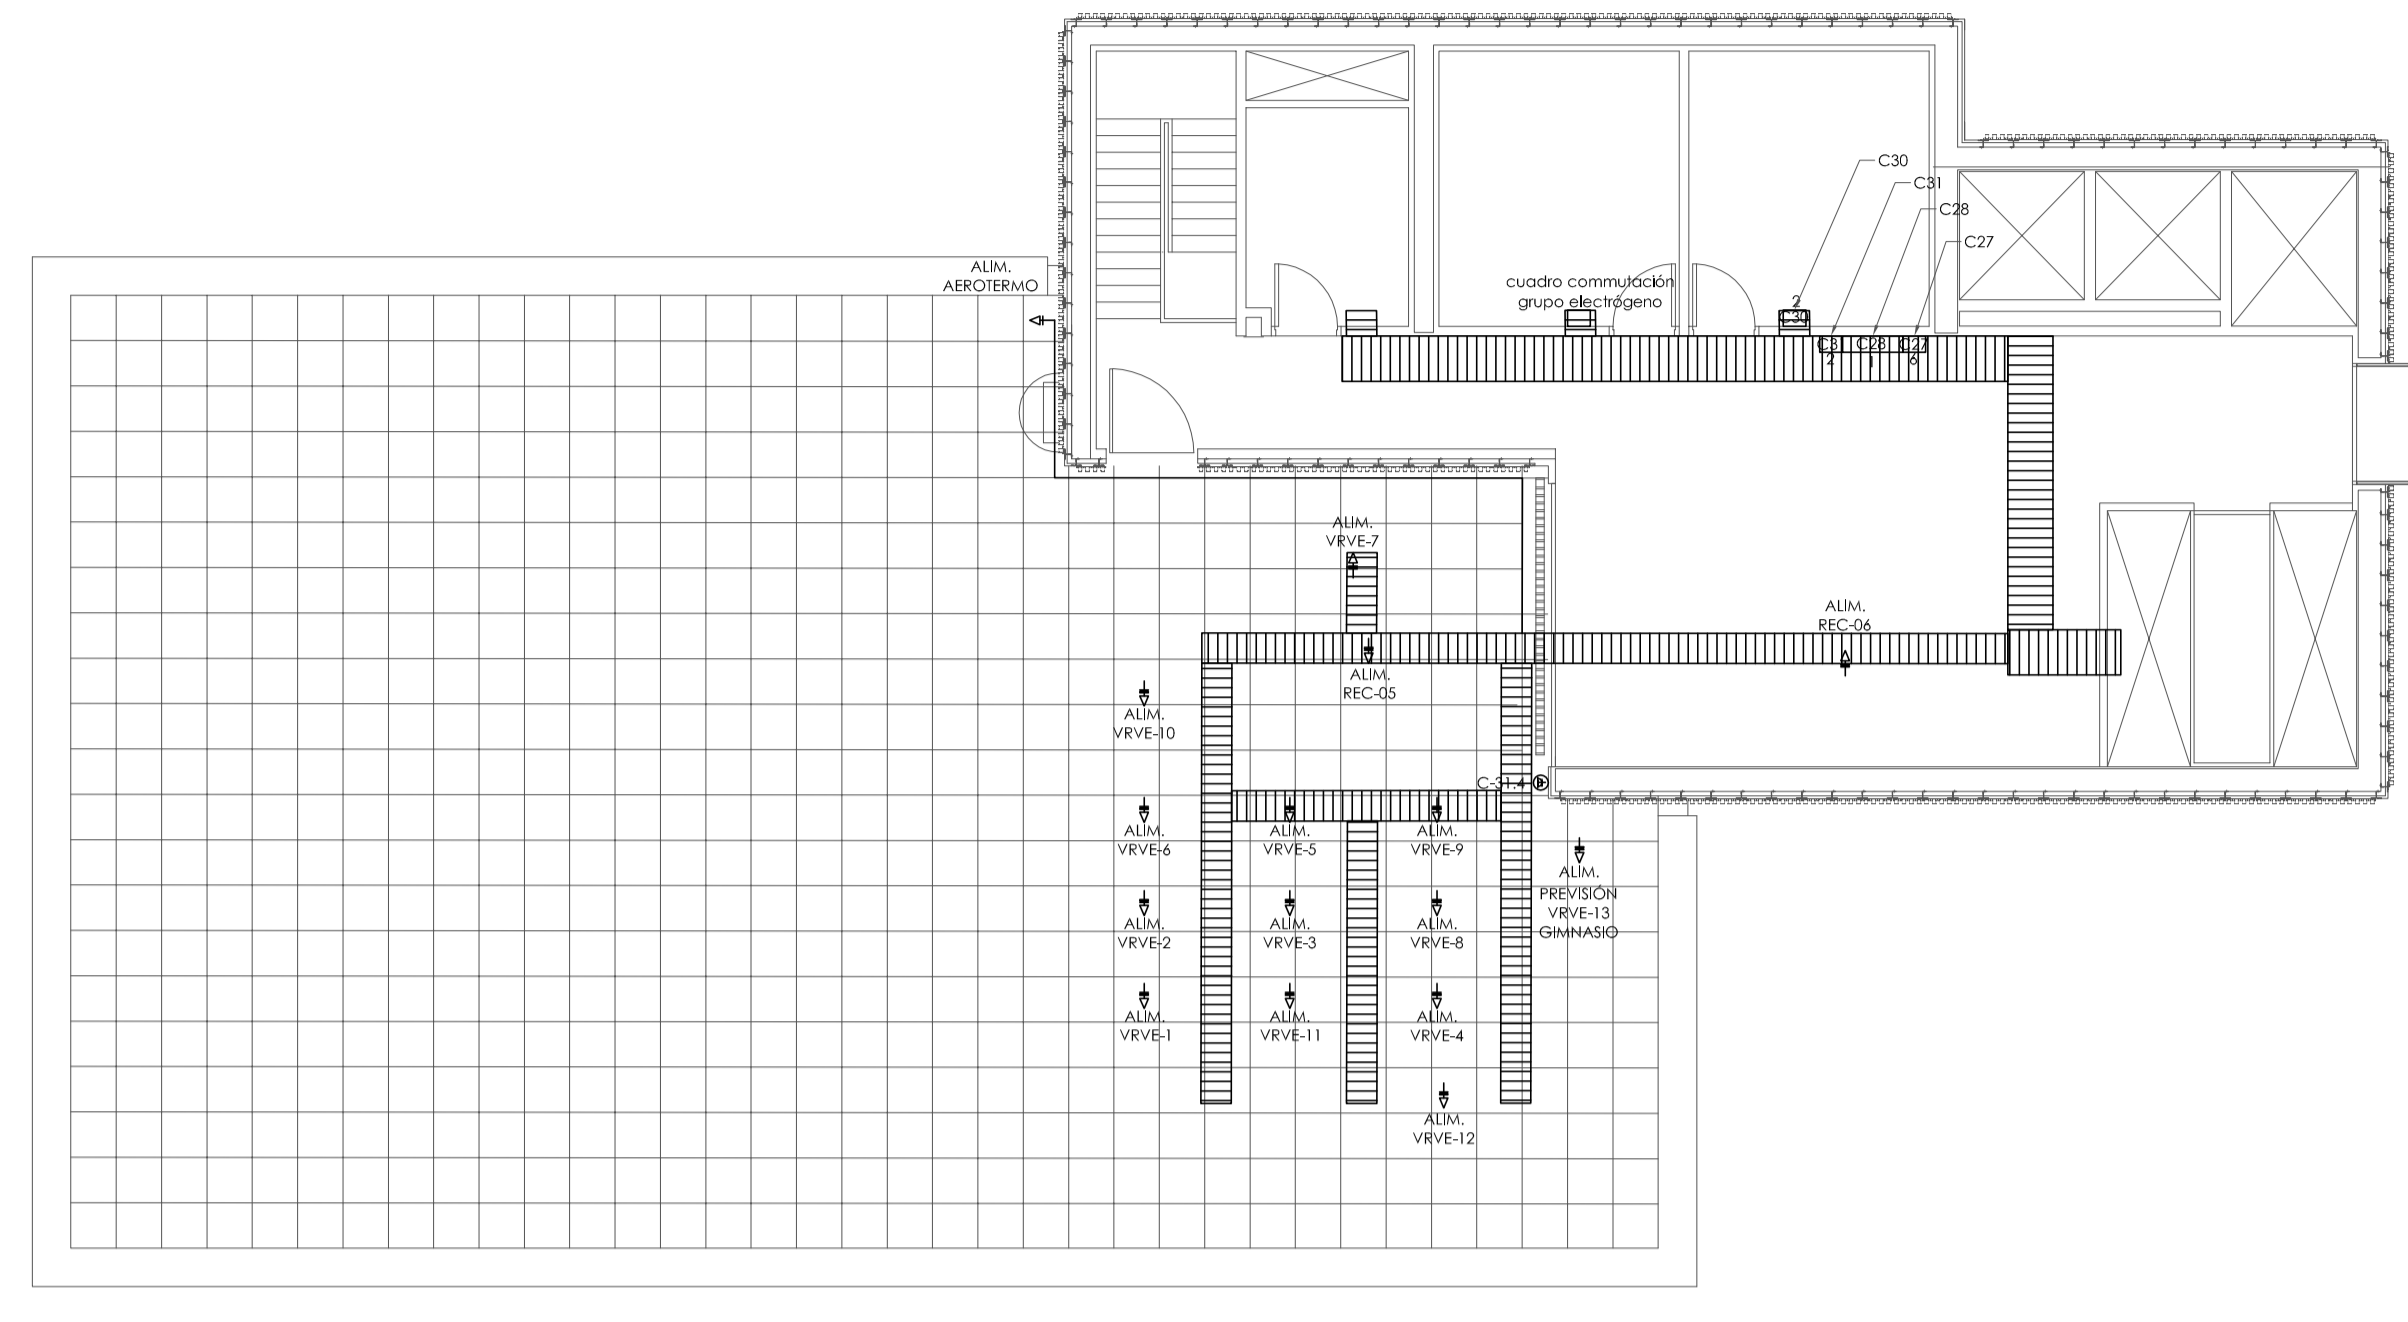 C30
C31
C28
C27
ALIM.
AEROTERMO
cuadro commutación
grupo electrógeno
2
C30
C3
2
C28
1
C27
6
ALIM.
VRVE-7
ALIM.
REC-06
ALIM.
REC-05
ALIM.
VRVE-10
C-31.4
ALIM.
VRVE-6
ALIM.
VRVE-5
ALIM.
VRVE-9
ALIM.
PREVISIÓN
VRVE-13
GIMNASIO
ALIM.
VRVE-2
ALIM.
VRVE-3
ALIM.
VRVE-8
ALIM.
VRVE-1
ALIM.
VRVE-11
ALIM.
VRVE-4
ALIM.
VRVE-12